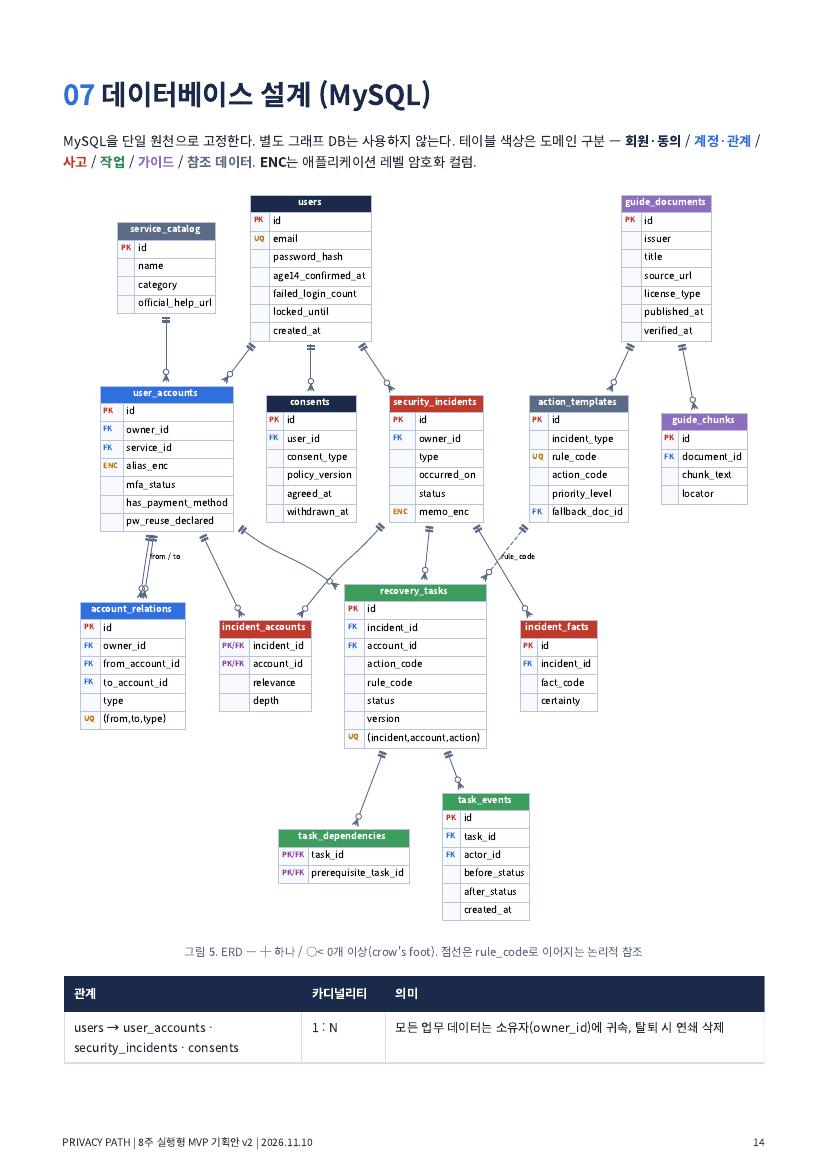 07 데이터베이스 설계 (MySQL)
MySQL을 단일 원천으로 고정한다. 별도 그래프 DB는 사용하지 않는다. 테이블 색상은 도메인 구분 — 회원·동의 / 계정·관계 /
사고 / 작업 / 가이드 / 참조 데이터. ENC는 애플리케이션 레벨 암호화 컬럼.
service_catalog
PK id
name
category
official_help_url
users
PK id
UQ email
password_hash
age14_confirmed_at
failed_login_count
locked_until
created_at
guide_documents
PK id
issuer
title
source_url
license_type
published_at
verified_at
user_accounts
PK id
FK owner_id
FK service_id
ENC alias_enc
mfa_status
has_payment_method
pw_reuse_declared
consents
PK id
FK user_id
consent_type
policy_version
agreed_at
withdrawn_at
security_incidents
PK id
FK owner_id
type
occurred_on
status
ENC memo_enc
action_templates
PK id
incident_type
UQ rule_code
action_code
priority_level
FK fallback_doc_id
guide_chunks
PK id
FK document_id
chunk_text
locator
from / to
rule_code
account_relations
PK id
FK owner_id
FK from_account_id
FK to_account_id
type
UQ (from,to,type)
incident_accounts
PK/FK incident_id
PK/FK account_id
relevance
depth
recovery_tasks
PK id
FK incident_id
FK account_id
action_code
rule_code
status
version
UQ (incident,account,action)
incident_facts
PK id
FK incident_id
fact_code
certainty
task_dependencies
PK/FK task_id
PK/FK prerequisite_task_id
task_events
PK id
FK task_id
FK actor_id
before_status
after_status
created_at
그림 5. ERD — ┼ 하나 / ○< 0개 이상(crow's foot). 점선은 rule_code로 이어지는 논리적 참조
관계 카디널리티 의미
users → user_accounts · 1 : N 모든 업무 데이터는 소유자(owner_id)에 귀속, 탈퇴 시 연쇄 삭제
security_incidents · consents
PRIVACY PATH | 8주 실행형 MVP 기획안 v2 | 2026.11.10 14